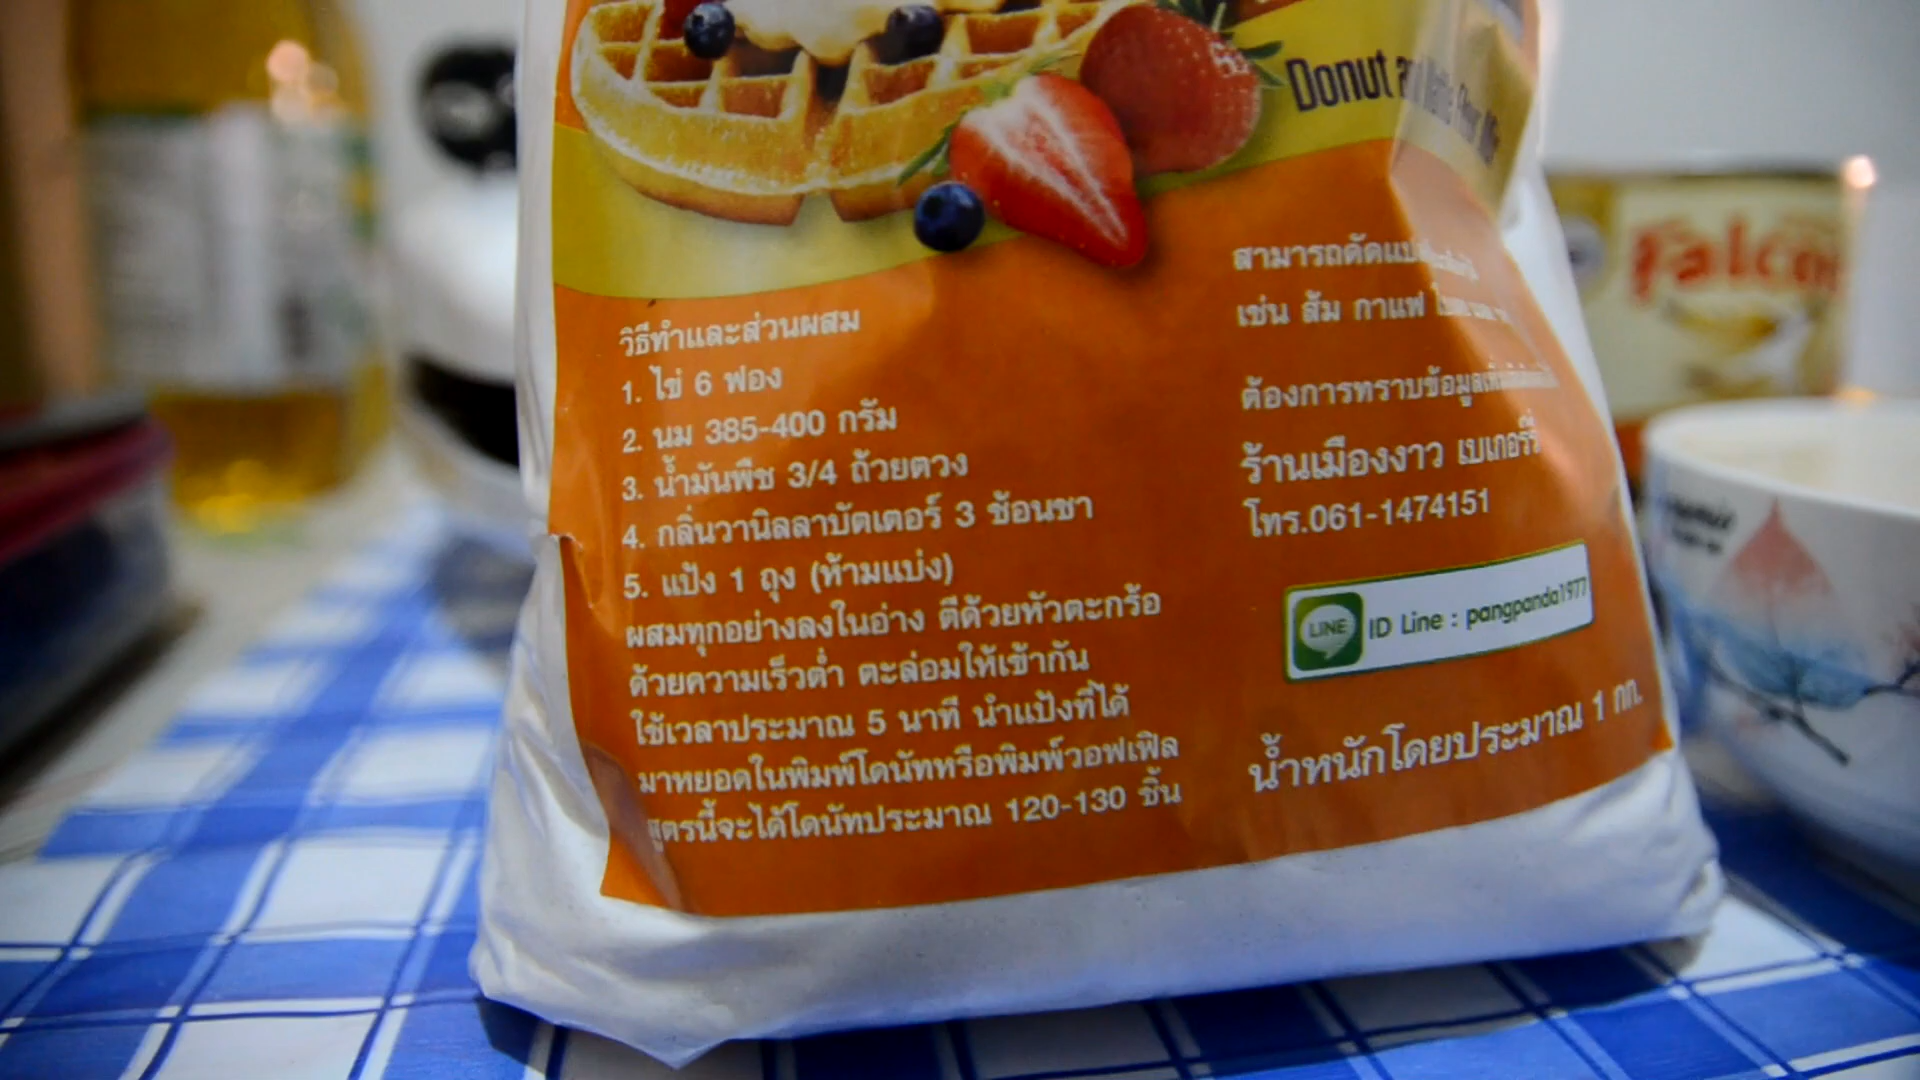 Donut and Waffle Flour Mix
วิธีทำและส่วนผสม
1. ไข่ 6 ฟอง
2. นม 385-400 กรัม
3. น้ำมันพืช 3/4 ถ้วยตวง
4. กลิ่นวานิลลาบัตเตอร์ 3 ช้อนชา
5. แป้ง 1 ถุง (ห้ามแบ่ง)
ผสมทุกอย่างลงในอ่าง ตีด้วยหัวตะกร้อ
ด้วยความเร็วต่ำ ตะล่อมให้เข้ากัน
ใช้เวลาประมาณ 5 นาที นำแป้งที่ได้
มาหยอดในพิมพ์โดนัทหรือพิมพ์วอฟเฟิล
สูตรนี้จะได้โดนัทประมาณ 120-130 ชิ้น
สามารถดัดแปลง
เช่น ส้ม กาแฟ
ต้องการทราบข้อมูล
ร้านเมืองงาว เบเกอรี่
โทร.061-1474151
LINE ID Line : pangpanda1977
น้ำหนักโดยประมาณ 1 กก.
Falcon